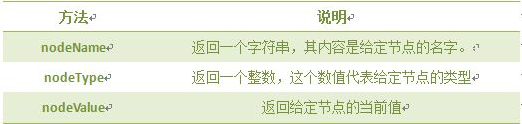 方法 说明
nodeName 返回一个字符串，其内容是给定节点的名字。
nodeType 返回一个整数，这个数值代表给定节点的类型
nodeValue 返回给定节点的当前值